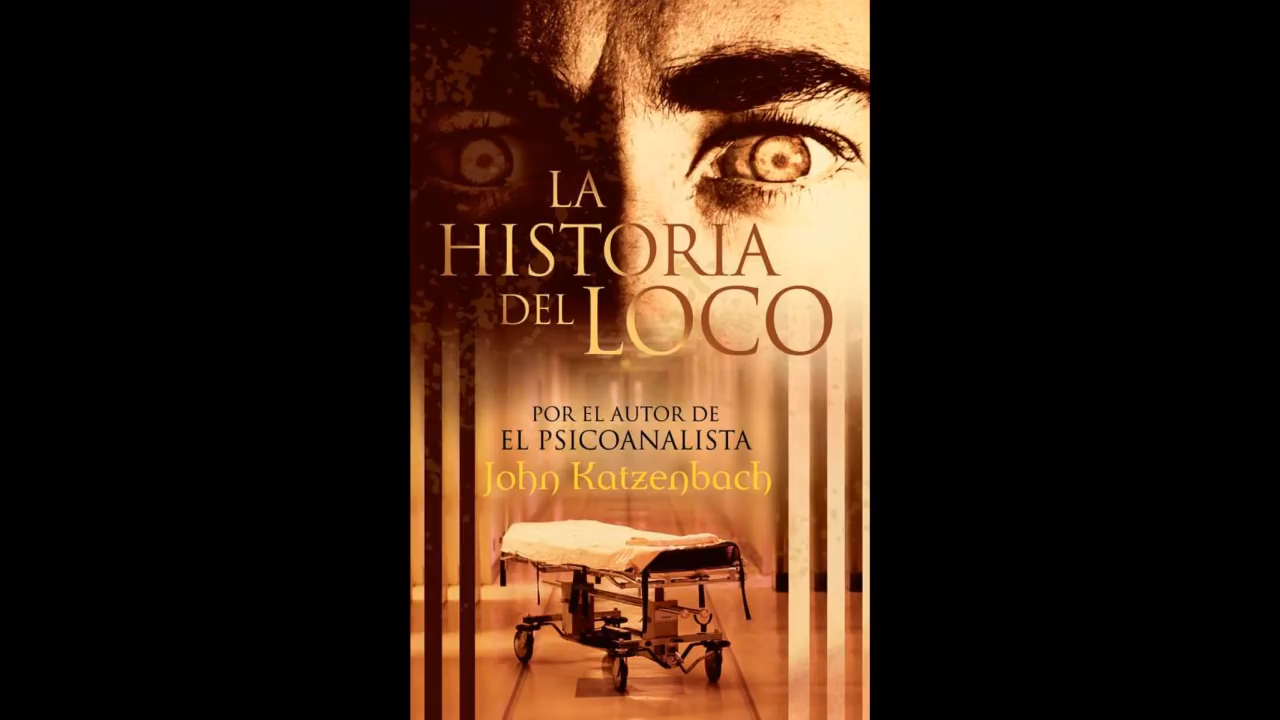 LA
HISTORIA
DEL LOCO
POR EL AUTOR DE
EL PSICOANALISTA
John Katzenbach